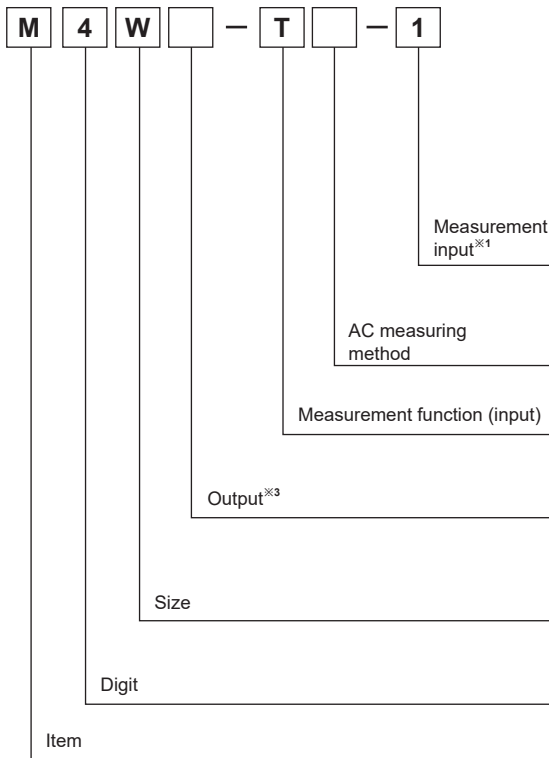 M 4 W — T — 1
Measurement
input※1
AC measuring
method
Measurement function (input)
Output※3
Size
Digit
Item